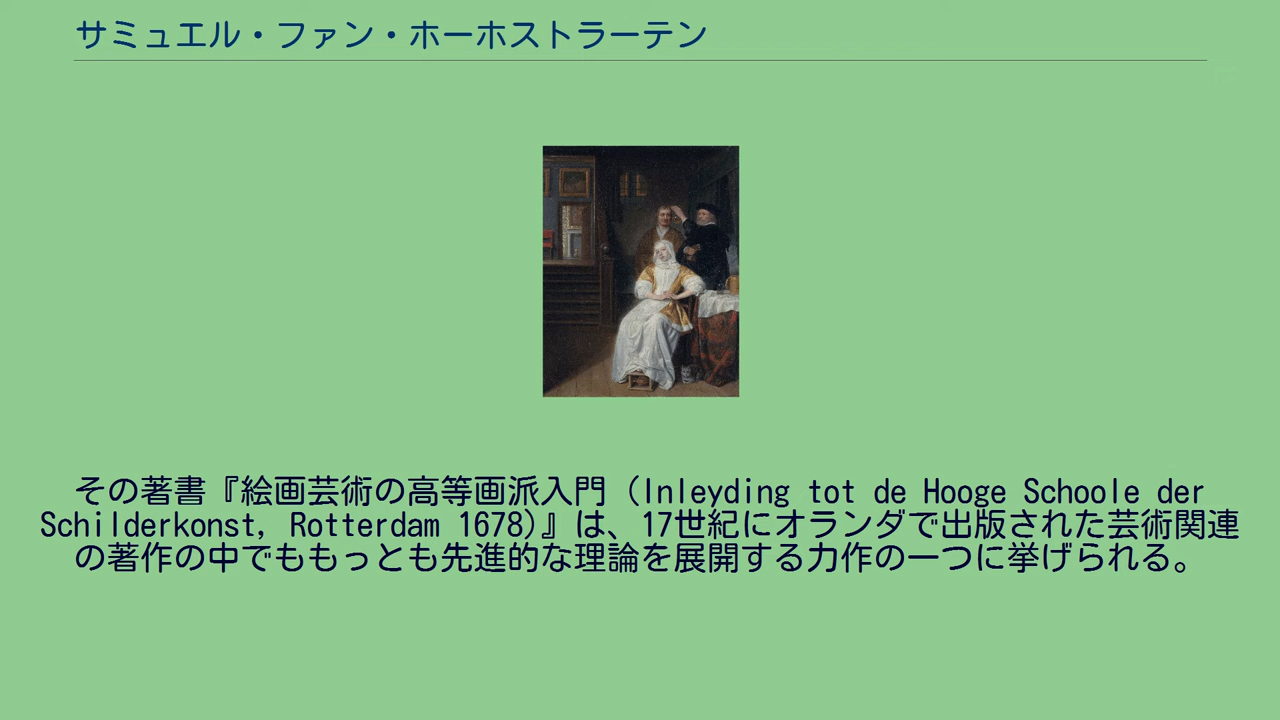 サミュエル・ファン・ホーホストラーテン
その著書『絵画芸術の高等画派入門（Inleyding tot de Hooge Schoole der
Schilderkonst, Rotterdam 1678)』は、17世紀にオランダで出版された芸術関連
の著作の中でももっとも先進的な理論を展開する力作の一つに挙げられる。